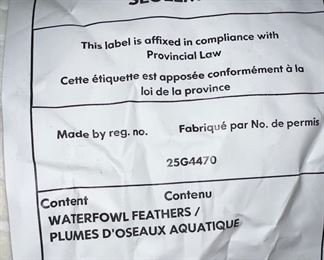 This label is affixed in compliance with
Provincial Law
Cette étiquette est apposée conformément à la
loi de la province
Made by reg. no. Fabriqué par No. de permis
25G4470
Content Contenu
WATERFOWL FEATHERS /
PLUMES D'OSEAUX AQUATIQUE